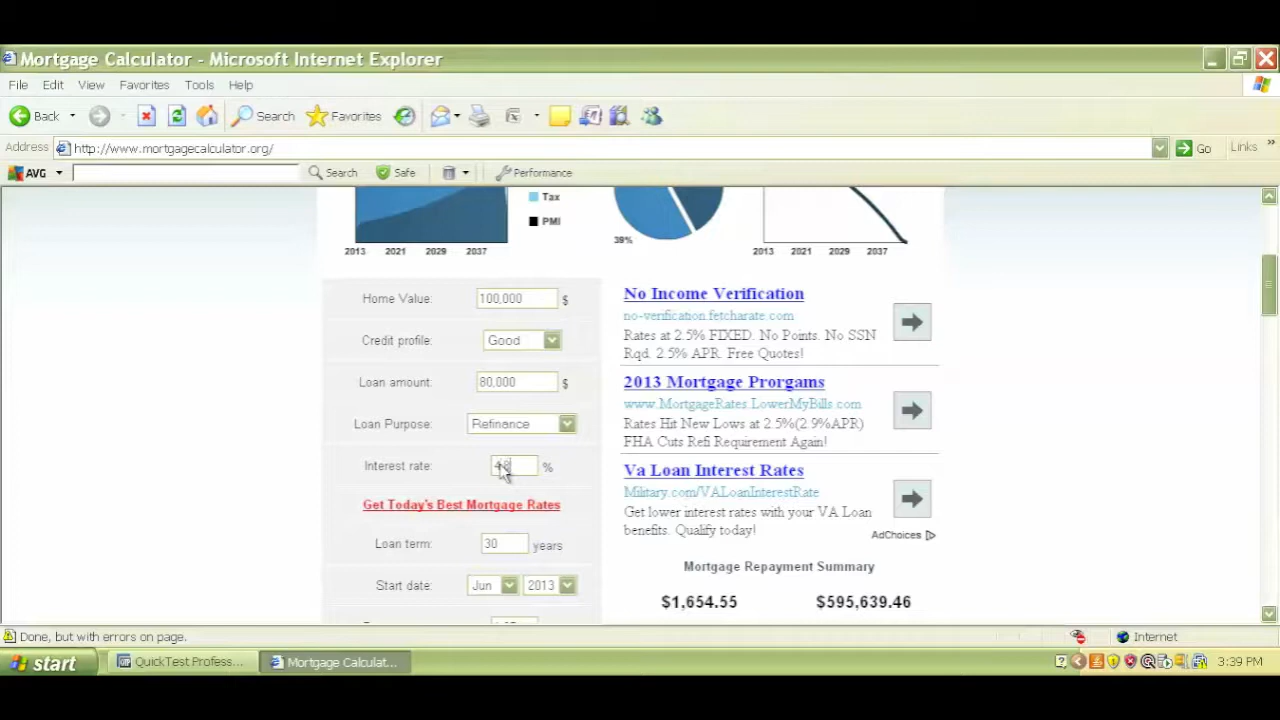 Mortgage Calculator - Microsoft Internet Explorer
File Edit View Favorites Tools Help
Back Search Favorites
Address http://www.mortgagecalculator.org/ Go Links »
AVG Search Safe Performance
Tax
PMI
39%
2013 2021 2029 2037
2013 2021 2029 2037
Home Value: 100,000 $
Credit profile: Good
Loan amount: 80,000 $
Loan Purpose: Refinance
Interest rate: %
Get Today's Best Mortgage Rates
Loan term: 30 years
Start date: Jun 2013
No Income Verification
no-verification.fetcharate.com
Rates at 2.5% FIXED. No Points. No SSN
Rqd. 2.5% APR. Free Quotes!
2013 Mortgage Prorgams
www.MortgageRates.LowerMyBills.com
Rates Hit New Lows at 2.5%(2.9%APR)
FHA Cuts Refi Requirement Again!
Va Loan Interest Rates
Military.com/VALoanInterestRate
Get lower interest rates with your VA Loan
benefits. Qualify today!
AdChoices
Mortgage Repayment Summary
$1,654.55 $595,639.46
Done, but with errors on page. Internet
start QuickTest Profess... Mortgage Calculat... 3:39 PM